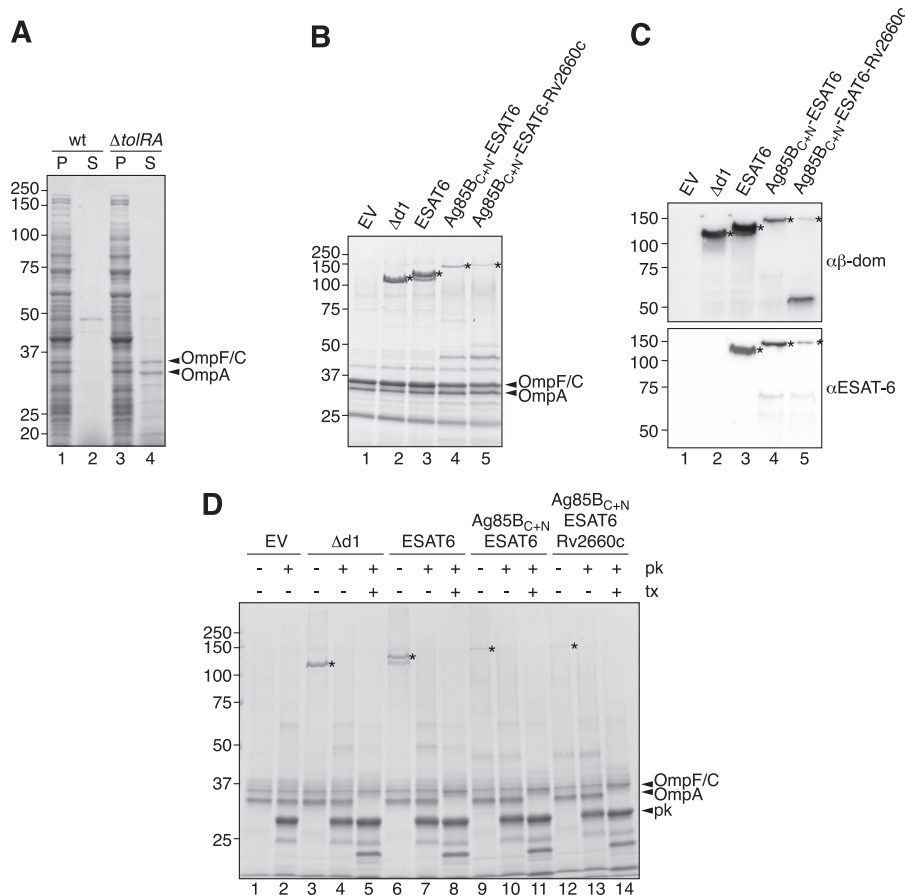 A
wt ΔtolRA
P S P S
250
150
100
75
50
37
25
20
OmpF/C
OmpA
1 2 3 4
B
EV Δd1 ESAT6 Ag85BC+N-ESAT6 Ag85BC+N-ESAT6-Rv2660c
250
150
100
75
50
37
25
* * * *
OmpF/C
OmpA
1 2 3 4 5
C
EV Δd1 ESAT6 Ag85BC+N-ESAT6 Ag85BC+N-ESAT6-Rv2660c
150
100
50
* * * *
αβ-dom
150
100
75
50
* * *
αESAT-6
1 2 3 4 5
D
EV Δd1 ESAT6 Ag85BC+N ESAT6 Ag85BC+N ESAT6 Rv2660c
- + - + + - + + - + + - + + pk
- - - - + - - + - - + - - + tx
250
150
100
75
50
37
25
* * * *
OmpF/C
OmpA
pk
1 2 3 4 5 6 7 8 9 10 11 12 13 14